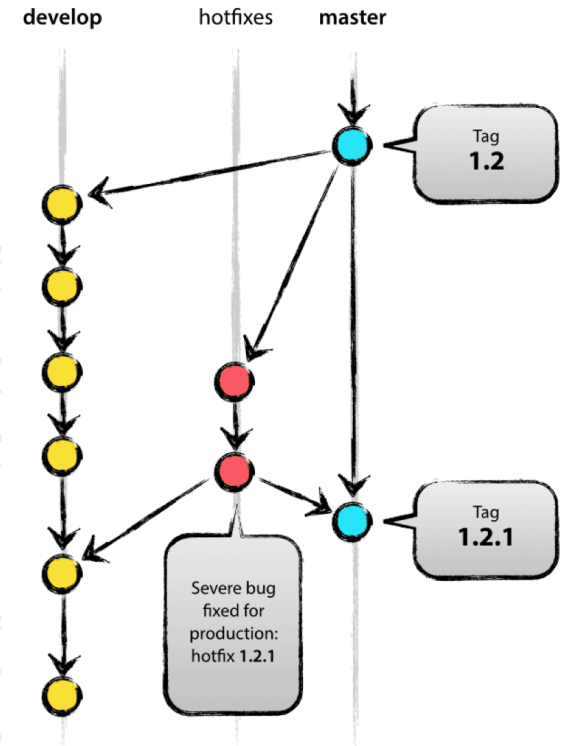 develop
hotfixes
master
Tag
1.2
Severe bug
fixed for
production:
hotfix 1.2.1
Tag
1.2.1